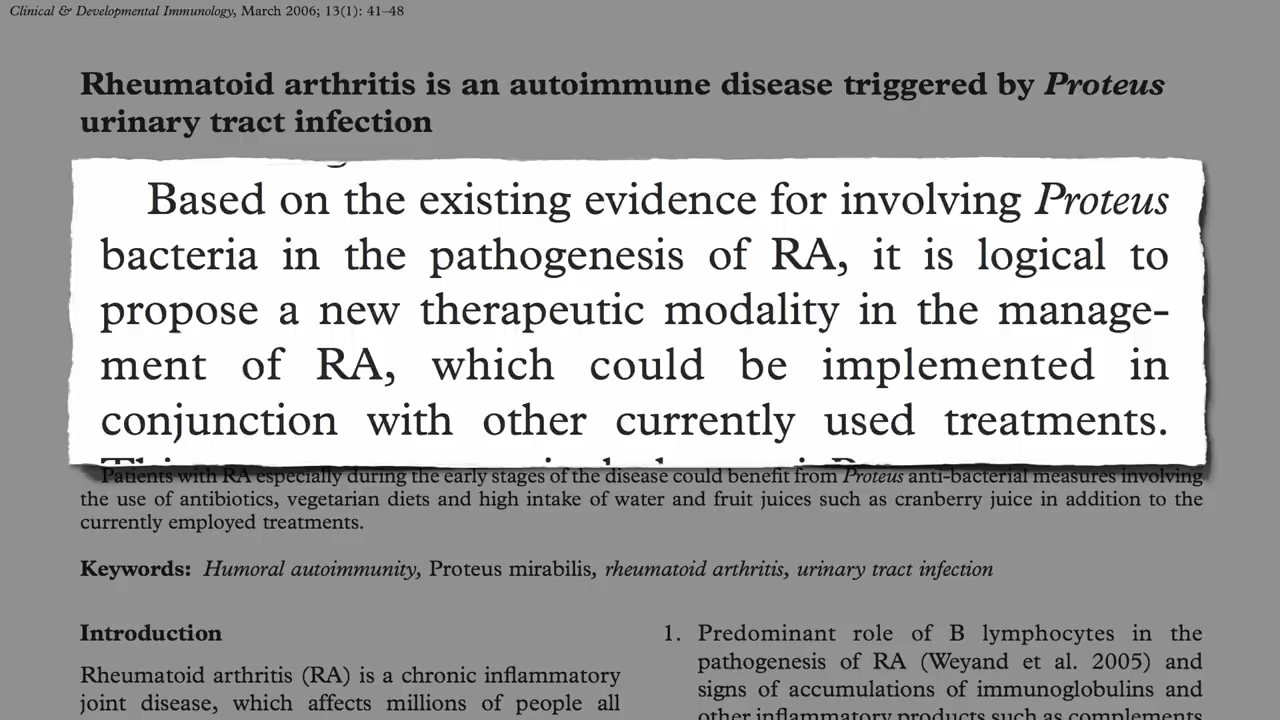 Clinical & Developmental Immunology, March 2006; 13(1): 41–48
Rheumatoid arthritis is an autoimmune disease triggered by Proteus
urinary tract infection
Based on the existing evidence for involving Proteus
bacteria in the pathogenesis of RA, it is logical to
propose a new therapeutic modality in the manage-
ment of RA, which could be implemented in
conjunction with other currently used treatments.
Patients with RA especially during the early stages of the disease could benefit from Proteus anti-bacterial measures involving
the use of antibiotics, vegetarian diets and high intake of water and fruit juices such as cranberry juice in addition to the
currently employed treatments.
Keywords: Humoral autoimmunity, Proteus mirabilis, rheumatoid arthritis, urinary tract infection
Introduction
Rheumatoid arthritis (RA) is a chronic inflammatory
joint disease, which affects millions of people all
1. Predominant role of B lymphocytes in the
pathogenesis of RA (Weyand et al. 2005) and
signs of accumulations of immunoglobulins and
other inflammatory products such as complements